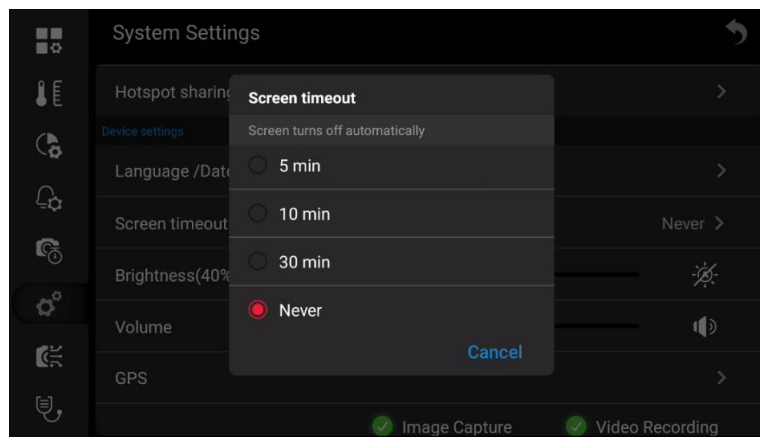 System Settings
Hotspot sharing
Screen timeout
Device settings
Screen turns off automatically
5 min
Language /Date
10 min
Screen timeout
Never
30 min
Brightness(40%
Never
Volume
Cancel
GPS
Image Capture
Video Recording